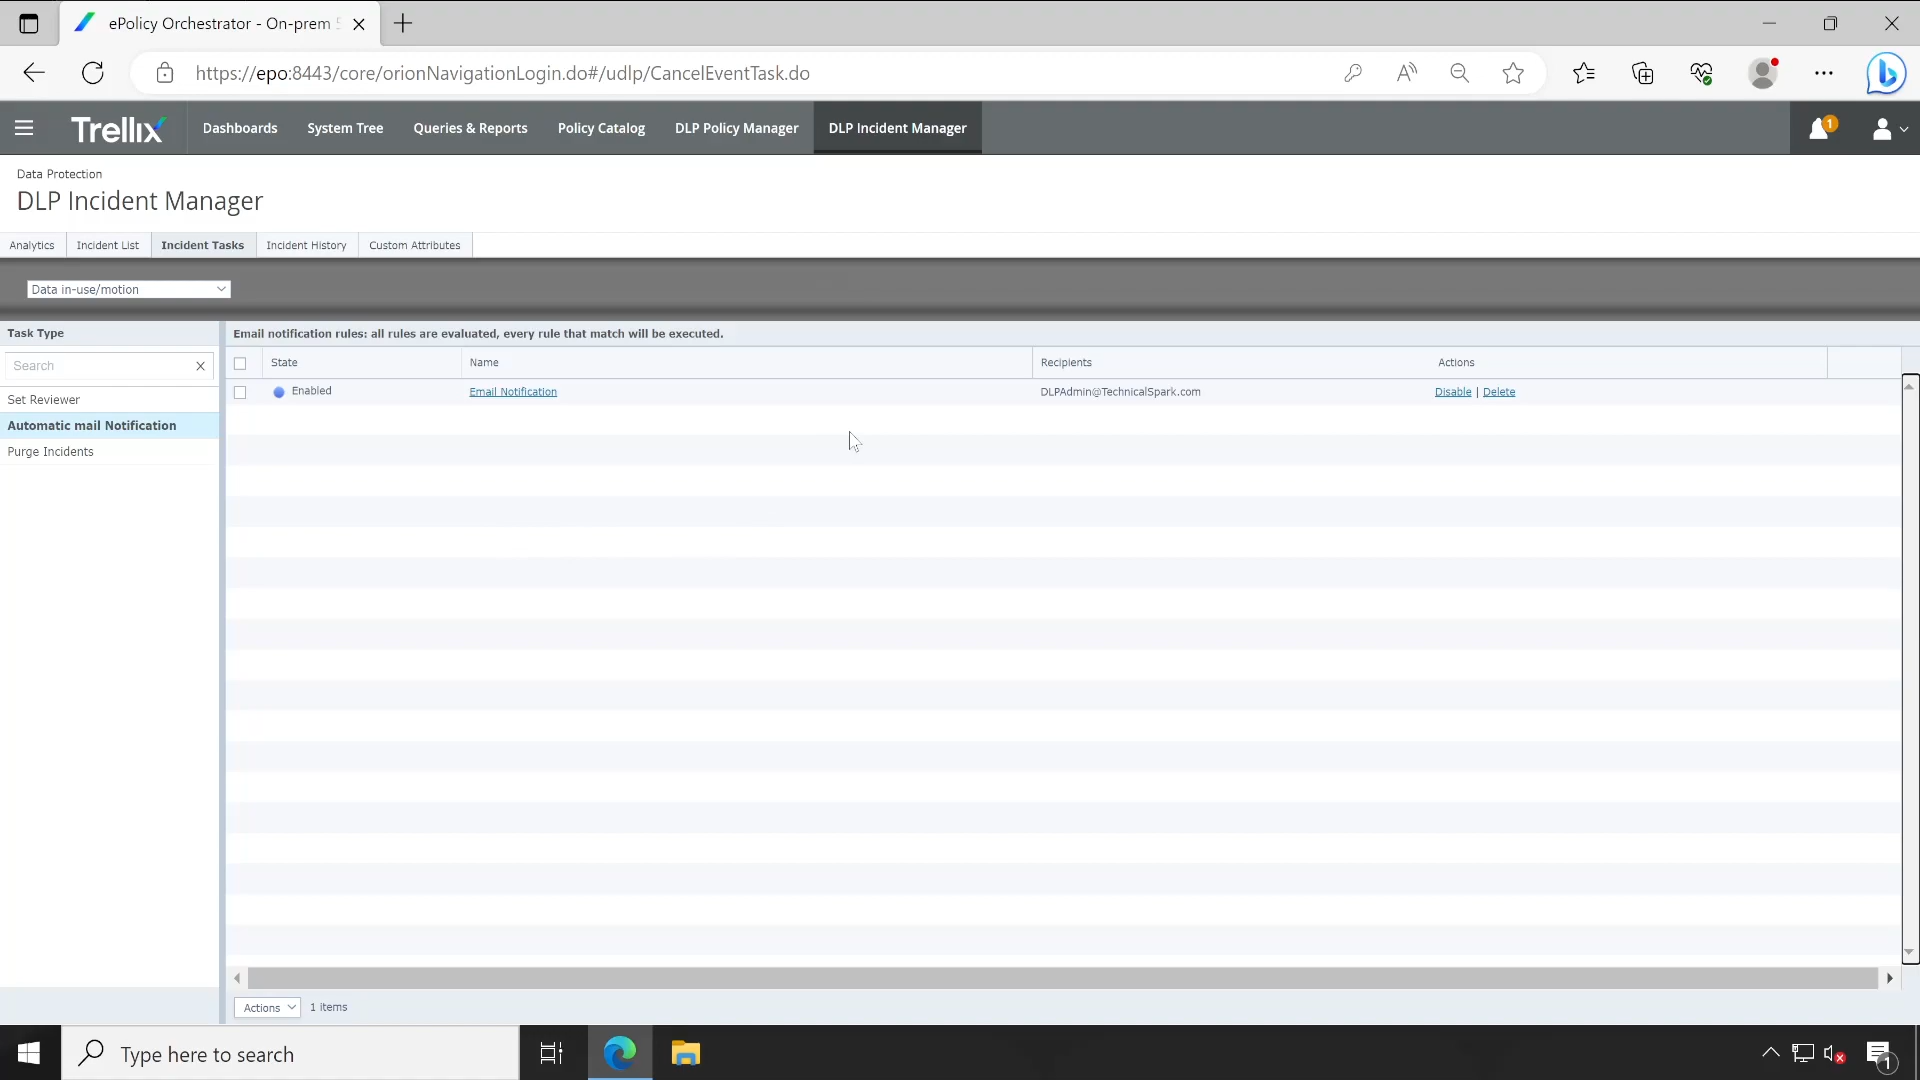 ePolicy Orchestrator - On-prem
https://epo:8443/core/orionNavigationLogin.do#/udlp/CancelEventTask.do
Trellix
Dashboards
System Tree
Queries & Reports
Policy Catalog
DLP Policy Manager
DLP Incident Manager
1
Data Protection
DLP Incident Manager
Analytics
Incident List
Incident Tasks
Incident History
Custom Attributes
Data in-use/motion
Task Type
Email notification rules: all rules are evaluated, every rule that match will be executed.
Search
State
Name
Recipients
Actions
Enabled
Email Notification
DLPAdmin@TechnicalSpark.com
Disable | Delete
Set Reviewer
Automatic mail Notification
Purge Incidents
Actions
1 items
Type here to search
1